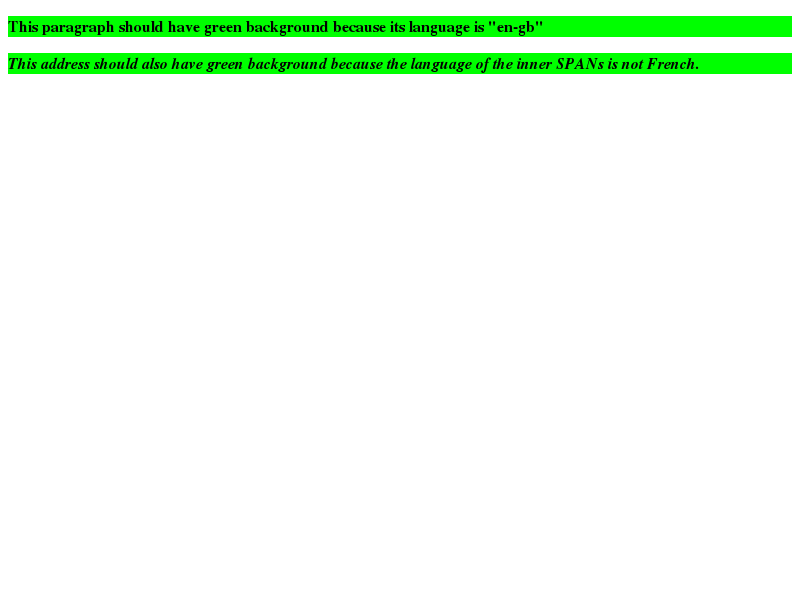 This paragraph should have green background because its language is "en-gb"
This address should also have green background because the language of the inner SPANs is not French.